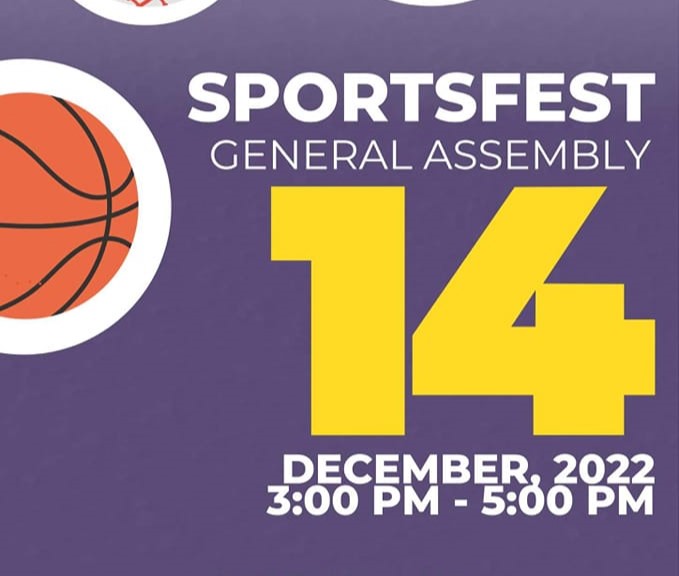 SPORTSFEST
GENERAL ASSEMBLY
14
DECEMBER, 2022
3:00 PM - 5:00 PM